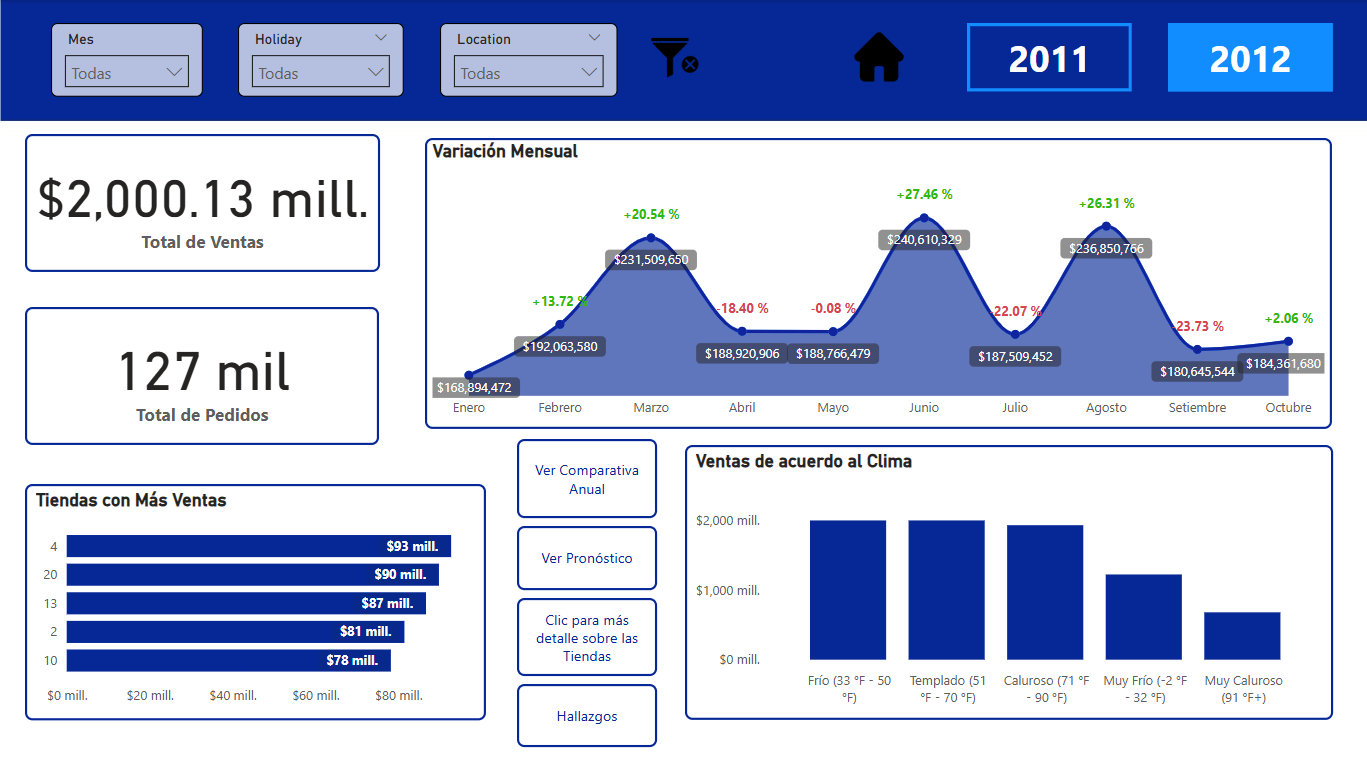 Mes
Todas
Holiday
Todas
Location
Todas
2011
2012
$2,000.13 mill.
Total de Ventas
127 mil
Total de Pedidos
Variación Mensual
+13.72 %
+20.54 %
-18.40 %
-0.08 %
+27.46 %
-22.07 %
+26.31 %
-23.73 %
+2.06 %
$168,894,472
$192,063,580
$231,509,650
$188,920,906
$188,766,479
$240,610,329
$187,509,452
$236,850,766
$180,645,544
$184,361,680
Enero
Febrero
Marzo
Abril
Mayo
Junio
Julio
Agosto
Setiembre
Octubre
Tiendas con Más Ventas
4
$93 mill.
20
$90 mill.
13
$87 mill.
2
$81 mill.
10
$78 mill.
$0 mill.
$20 mill.
$40 mill.
$60 mill.
$80 mill.
Ver Comparativa
Anual
Ver Pronóstico
Clic para más
detalle sobre las
Tiendas
Hallazgos
Ventas de acuerdo al Clima
$2,000 mill.
$1,000 mill.
$0 mill.
Frío (33 °F - 50
°F)
Templado (51
°F - 70 °F)
Caluroso (71 °F
- 90 °F)
Muy Frío (-2 °F
- 32 °F)
Muy Caluroso
(91 °F+)